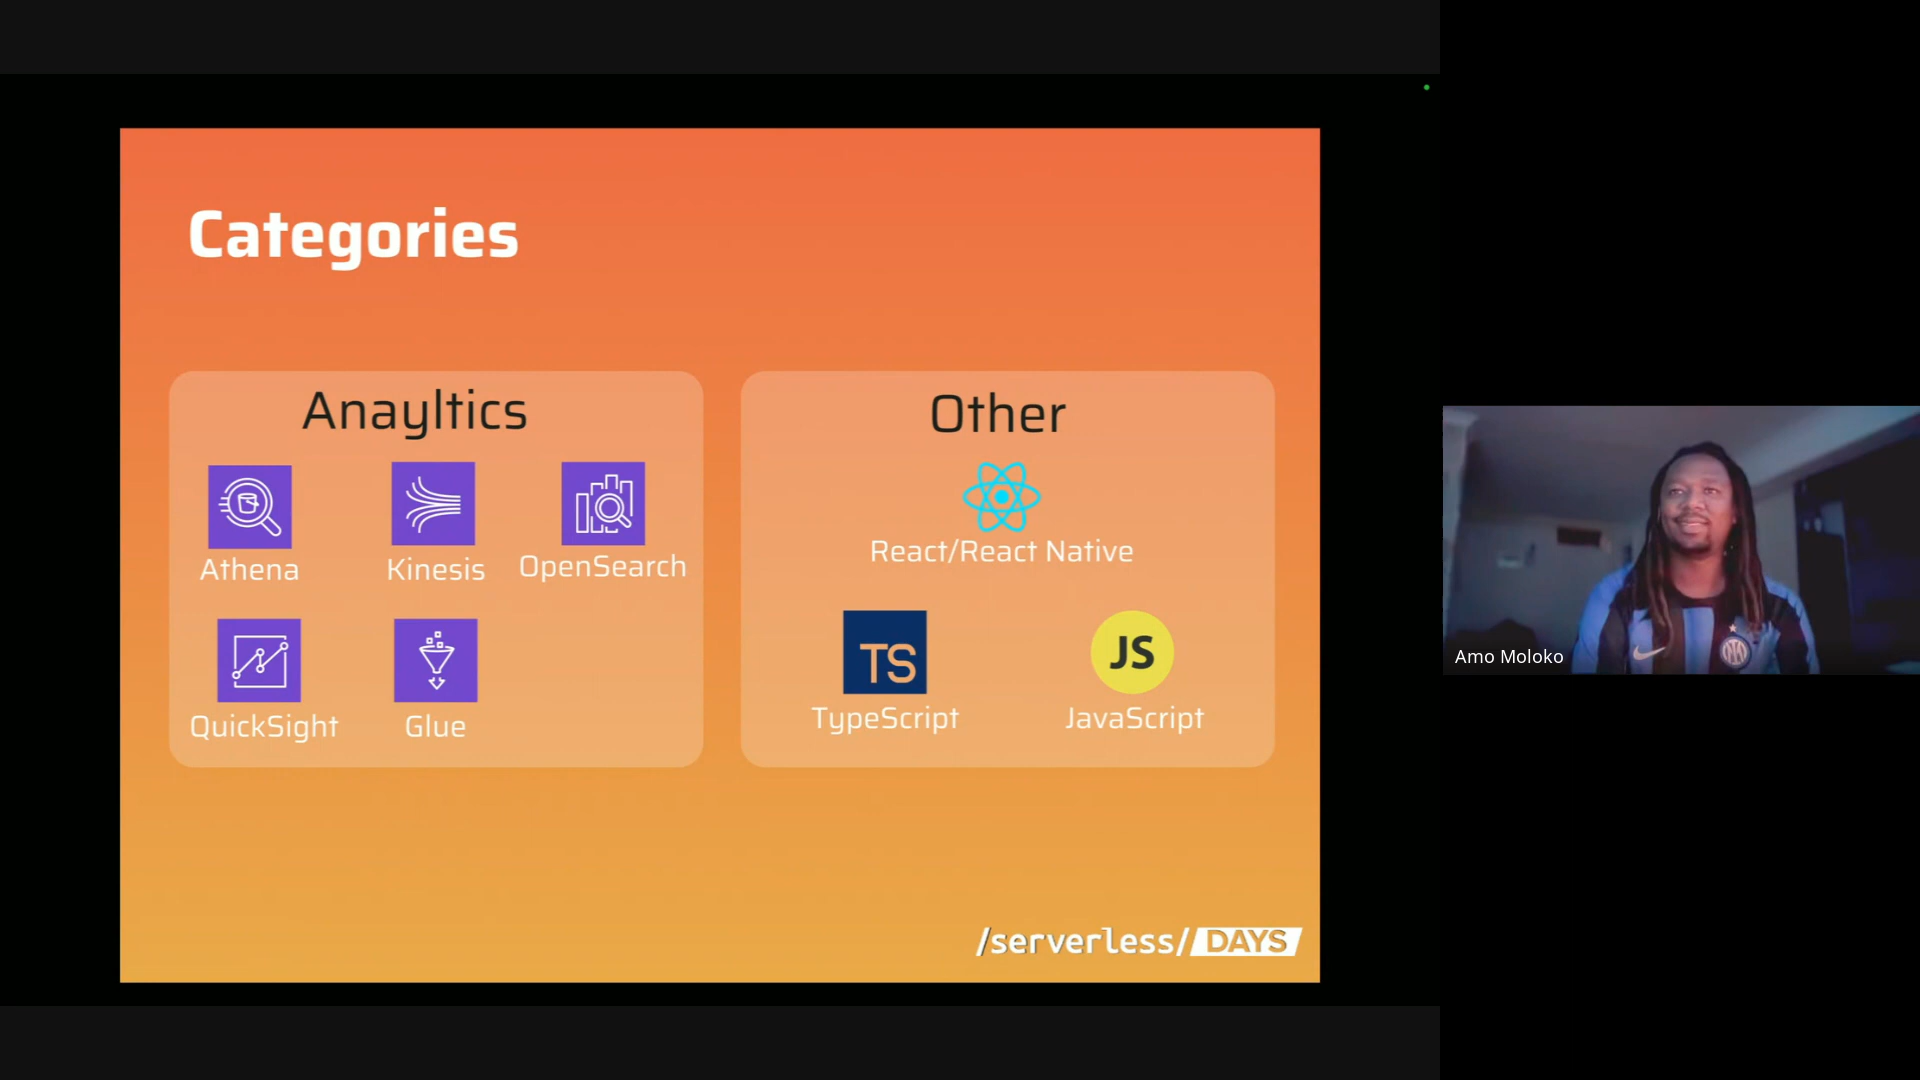 Categories
Anayltics
Athena
Kinesis
OpenSearch
QuickSight
Glue
Other
React/React Native
TS
JS
TypeScript
JavaScript
/serverless/DAYS
Amo Moloko